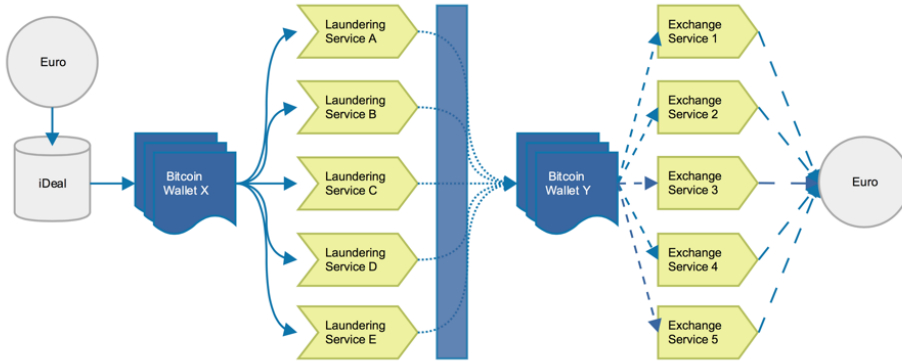 Euro
iDeal
Bitcoin
Wallet X
Laundering
Service A
Laundering
Service B
Laundering
Service C
Laundering
Service D
Laundering
Service E
Bitcoin
Wallet Y
Exchange
Service 1
Exchange
Service 2
Exchange
Service 3
Exchange
Service 4
Exchange
Service 5
Euro